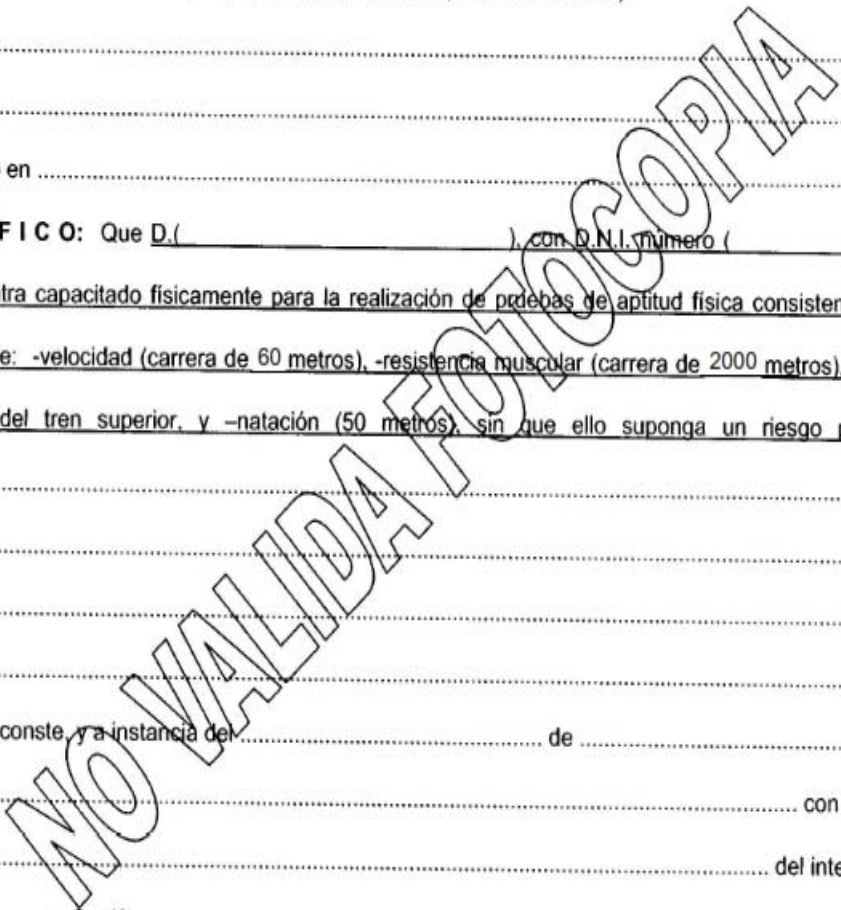 en
F I C O: Que D.( ), con D.N.I. número (
tra capacitado físicamente para la realización de pruebas de aptitud física consisten
e: -velocidad (carrera de 60 metros), -resistencia muscular (carrera de 2000 metros)
del tren superior, y –natación (50 metros), sin que ello suponga un riesgo p
conste, y a instancia del de
con
del inte
NO VALIDA FOTOCOPIA